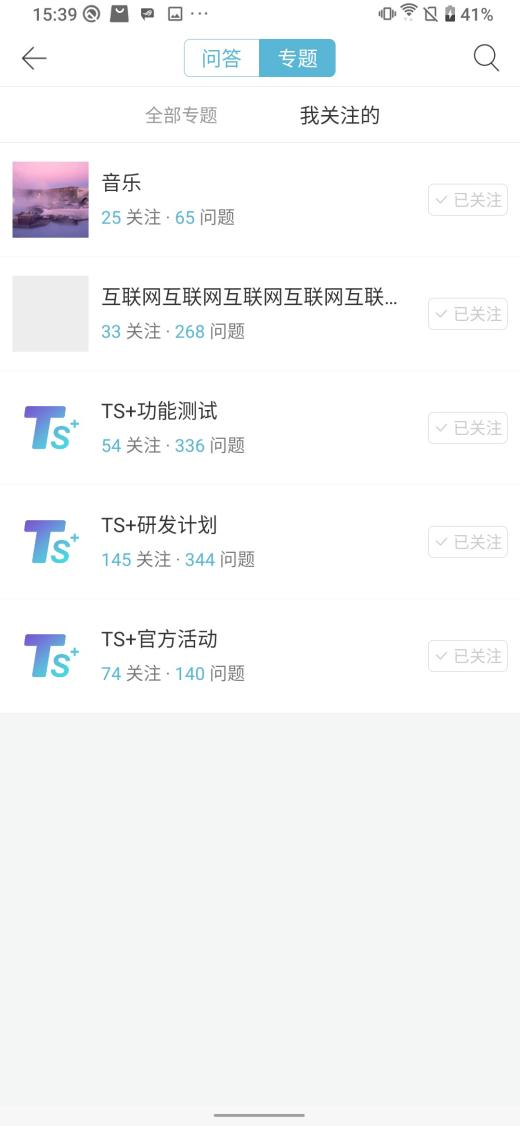 15:39 41%
问答 专题
全部专题 我关注的
音乐
25 关注 · 65 问题
已关注
互联网互联网互联网互联网互联...
33 关注 · 268 问题
已关注
Ts+
TS+功能测试
54 关注 · 336 问题
已关注
Ts+
TS+研发计划
145 关注 · 344 问题
已关注
Ts+
TS+官方活动
74 关注 · 140 问题
已关注